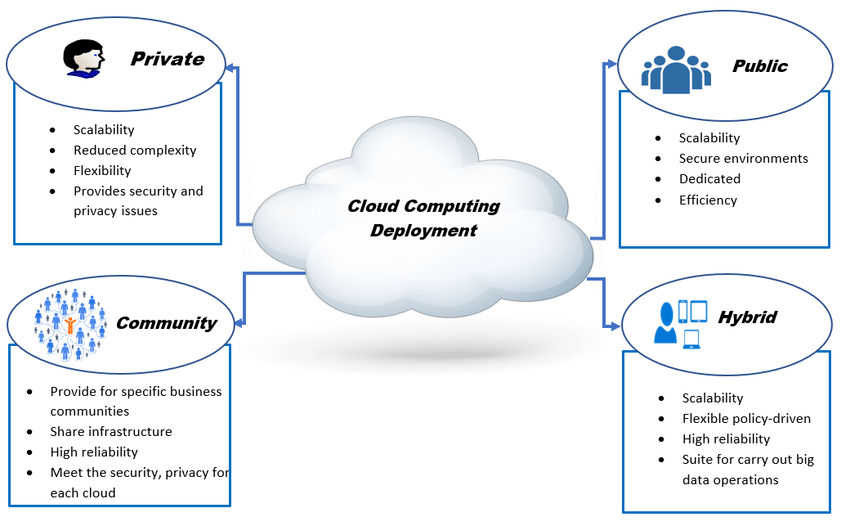 Private
• Scalability
• Reduced complexity
• Flexibility
• Provides security and
privacy issues
Public
• Scalability
• Secure environments
• Dedicated
• Efficiency
Cloud Computing
Deployment
Community
• Provide for specific business
communities
• Share infrastructure
• High reliability
• Meet the security, privacy for
each cloud
Hybrid
• Scalability
• Flexible policy-driven
• High reliability
• Suite for carry out big
data operations